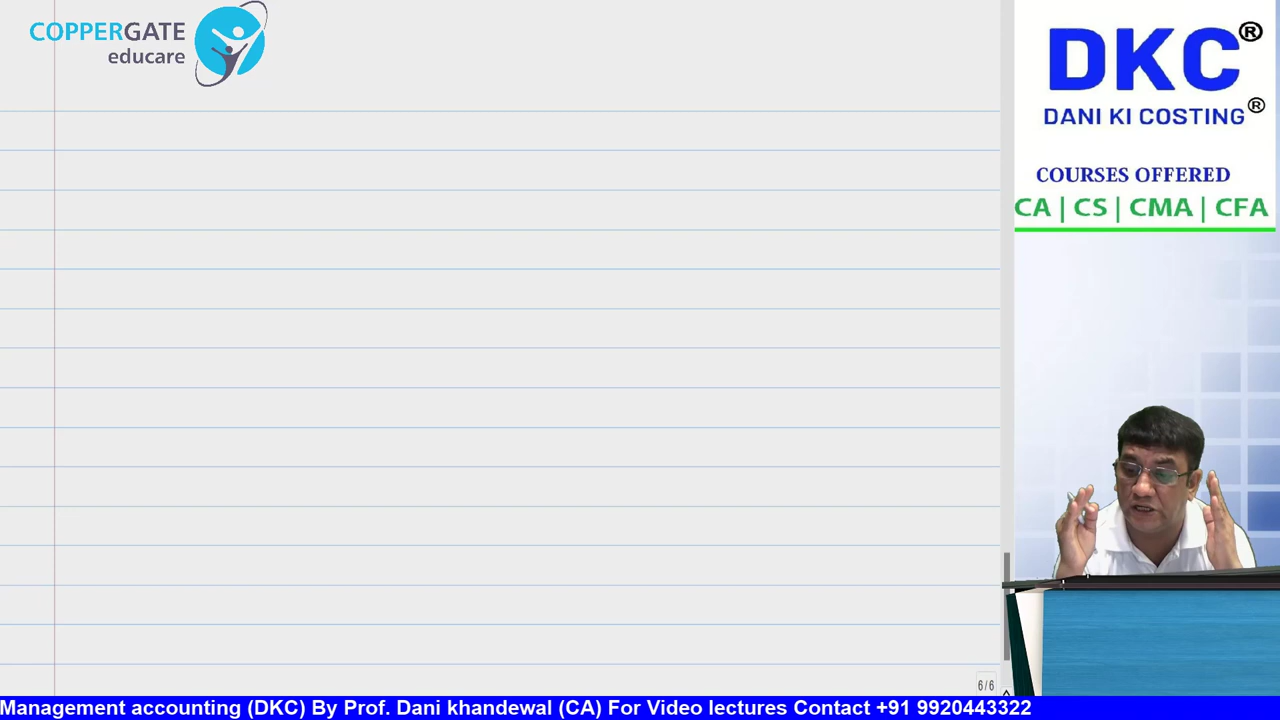 COPPERGATE
educare
DKC®
DANI KI COSTING®
COURSES OFFERED
CA | CS | CMA | CFA
6/6
Management accounting (DKC) By Prof. Dani khandewal (CA) For Video lectures Contact +91 9920443322